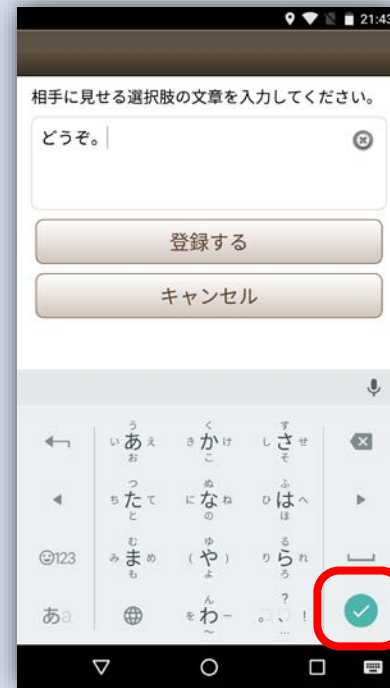 21:43
相手に見せる選択肢の文章を入力してください。
どうぞ。
登録する
キャンセル
う く す
い あ え き か け し さ せ
お こ そ
つ ぬ ふ
ち た て に な ね ひ は へ
と の ほ
む ゆ る
123 み ま め ( や ) り ら れ
も よ ろ
ん ?
あa を わ ー 。 、 !
〜 …